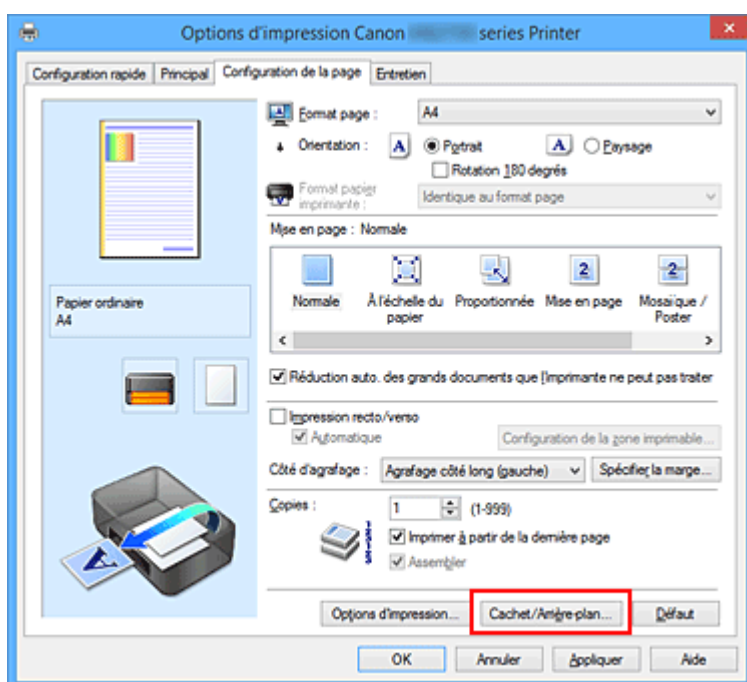 Options d'impression Canon series Printer
Configuration rapide Principal Configuration de la page Entretien
Format page : A4
Orientation : A Portrait A Paysage
Rotation 180 degrés
Format papier imprimante : Identique au format page
Mise en page : Normale
Normale À l'échelle du papier Proportionnée Mise en page Mosaïque / Poster
Papier ordinaire
A4
Réduction auto. des grands documents que l'imprimante ne peut pas traiter
Impression recto/verso
Automatique Configuration de la zone imprimable...
Côté d'agrafage : Agrafage côté long (gauche) Spécifier la marge...
Copies : 1 (1-999)
Imprimer à partir de la dernière page
Assembler
Options d'impression... Cachet/Arrière-plan... Défaut
OK Annuler Appliquer Aide